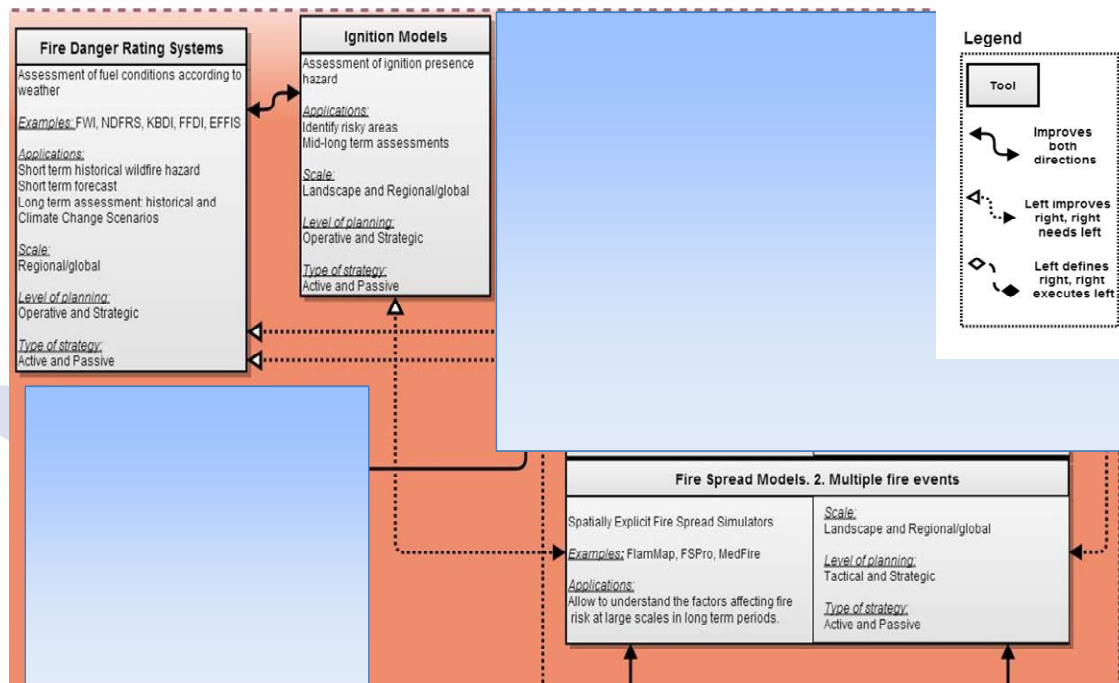 Fire Danger Rating Systems
Assessment of fuel conditions according to
weather
Examples: FWI, NDFRS, KBDI, FFDI, EFFIS
Applications:
Short term historical wildfire hazard
Short term forecast
Long term assessment: historical and
Climate Change Scenarios
Scale:
Regional/global
Level of planning:
Operative and Strategic
Type of strategy:
Active and Passive
Ignition Models
Assessment of ignition presence
hazard
Applications:
Identify risky areas
Mid-long term assessments
Scale:
Landscape and Regional/global
Level of planning:
Operative and Strategic
Type of strategy:
Active and Passive
Legend
Tool
Improves
both
directions
Left improves
right, right
needs left
Left defines
right, right
executes left
Fire Spread Models. 2. Multiple fire events
Spatially Explicit Fire Spread Simulators
Examples: FlamMap, FSPro, MedFire
Applications:
Allow to understand the factors affecting fire
risk at large scales in long term periods.
Scale:
Landscape and Regional/global
Level of planning:
Tactical and Strategic
Type of strategy:
Active and Passive